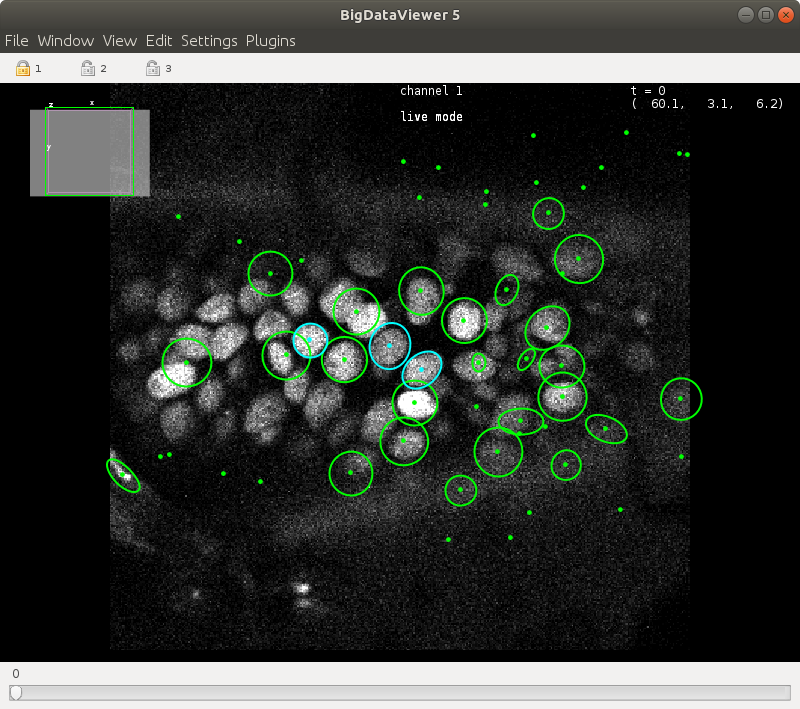 BigDataViewer 5
File Window View Edit Settings Plugins
1 2 3
channel 1 t = 0
( 60.1, 3.1, 6.2)
live mode
z x
y
0